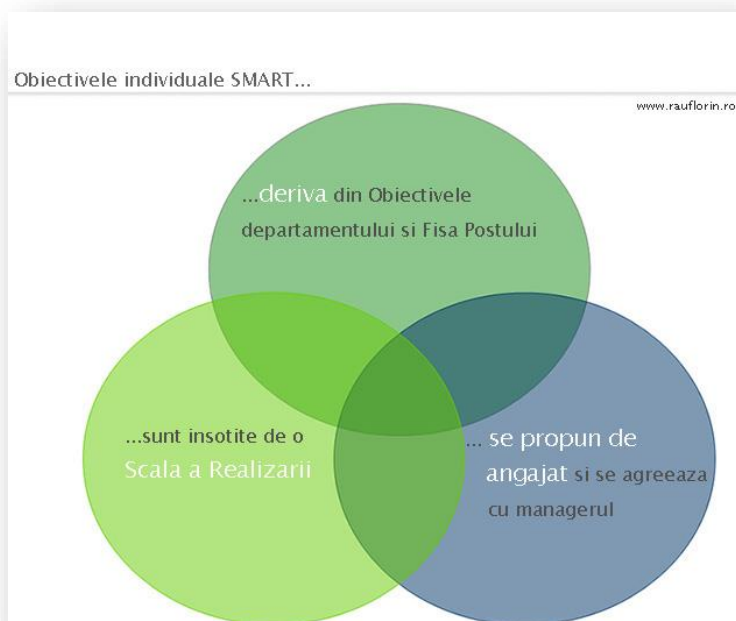 Obiectivele individuale SMART...
www.rauflorin.ro
...deriva din Obiectivele
departamentului si Fisa Postului
...sunt insotite de o
Scala a Realizarii
... se propun de
angajat si se agreeaza
cu managerul